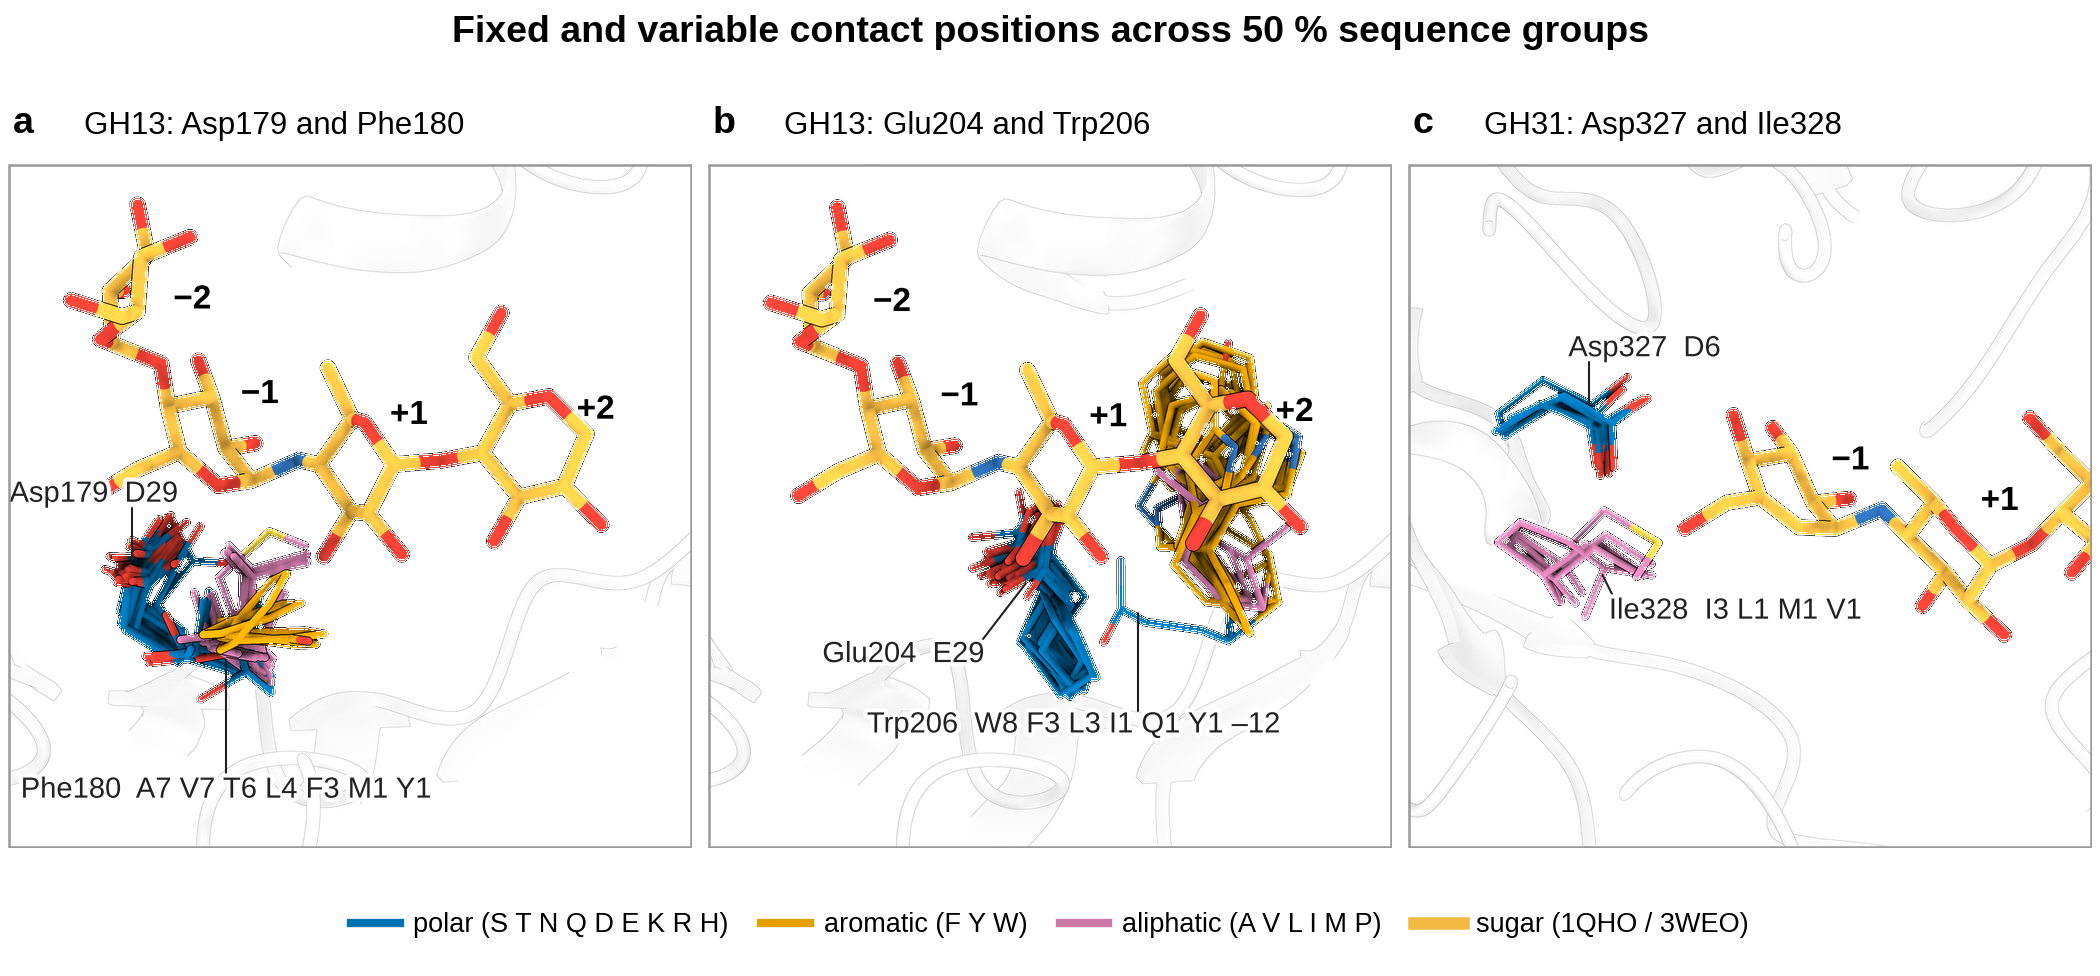 Fixed and variable contact positions across 50 % sequence groups
a GH13: Asp179 and Phe180
b GH13: Glu204 and Trp206
c GH31: Asp327 and Ile328
−2
−1
+1
+2
Asp179 D29
Phe180 A7 V7 T6 L4 F3 M1 Y1
−2
−1
+1
+2
Glu204 E29
Trp206 W8 F3 L3 I1 Q1 Y1 –12
Asp327 D6
−1
+1
Ile328 I3 L1 M1 V1
polar (S T N Q D E K R H)
aromatic (F Y W)
aliphatic (A V L I M P)
sugar (1QHO / 3WEO)